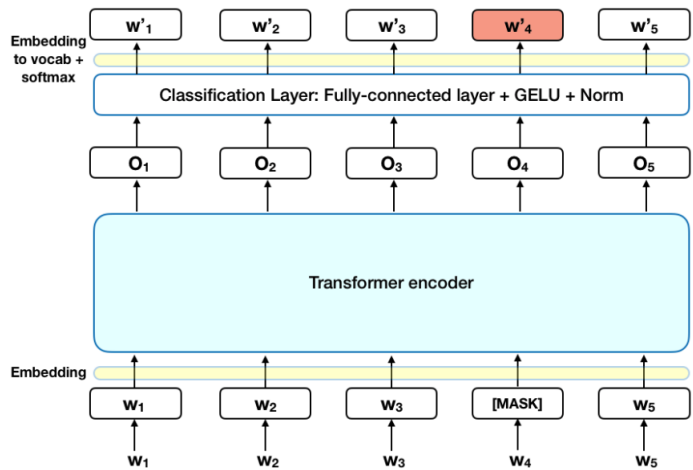 w'₁ w'₂ w'₃ w'₄ w'₅
Embedding
to vocab +
softmax
Classification Layer: Fully-connected layer + GELU + Norm
O₁ O₂ O₃ O₄ O₅
Transformer encoder
Embedding
w₁ w₂ w₃ [MASK] w₅
w₁ w₂ w₃ w₄ w₅